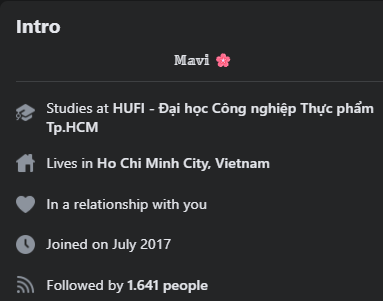 Intro
𝕄𝕒𝕧𝕚 🌸
Studies at HUFI - Đại học Công nghiệp Thực phẩm
Tp.HCM
Lives in Ho Chi Minh City, Vietnam
In a relationship with you
Joined on July 2017
Followed by 1.641 people